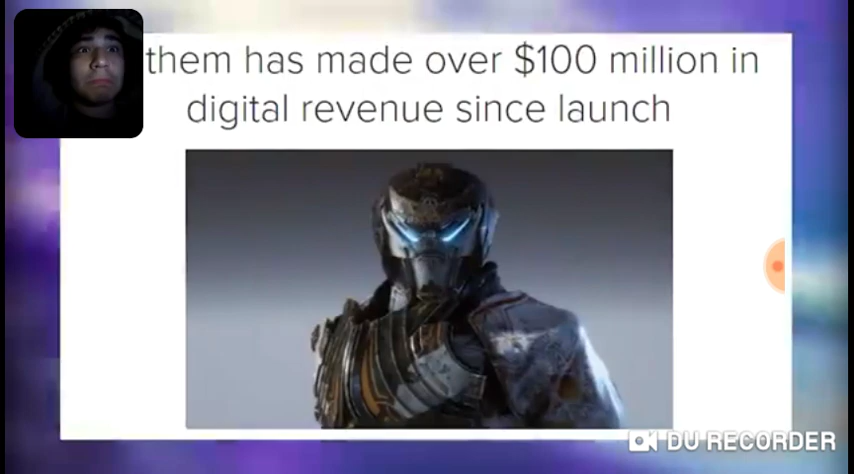 them has made over $100 million in
digital revenue since launch
DU RECORDER